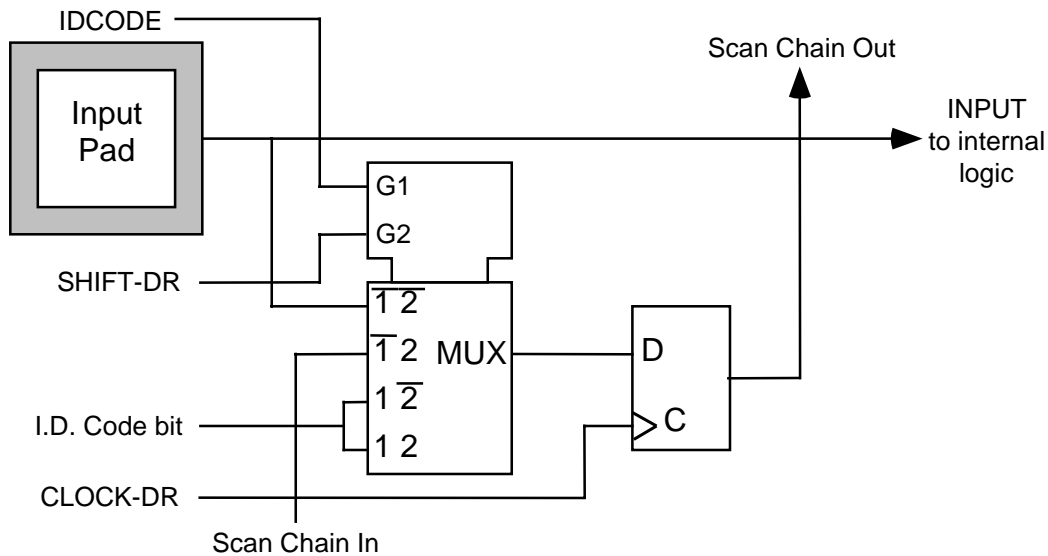 IDCODE
Scan Chain Out
Input
Pad
INPUT
to internal
logic
G1
G2
SHIFT-DR
1̅ 2̅
1̅ 2
MUX
D
1 2̅
I.D. Code bit
C
1 2
CLOCK-DR
Scan Chain In